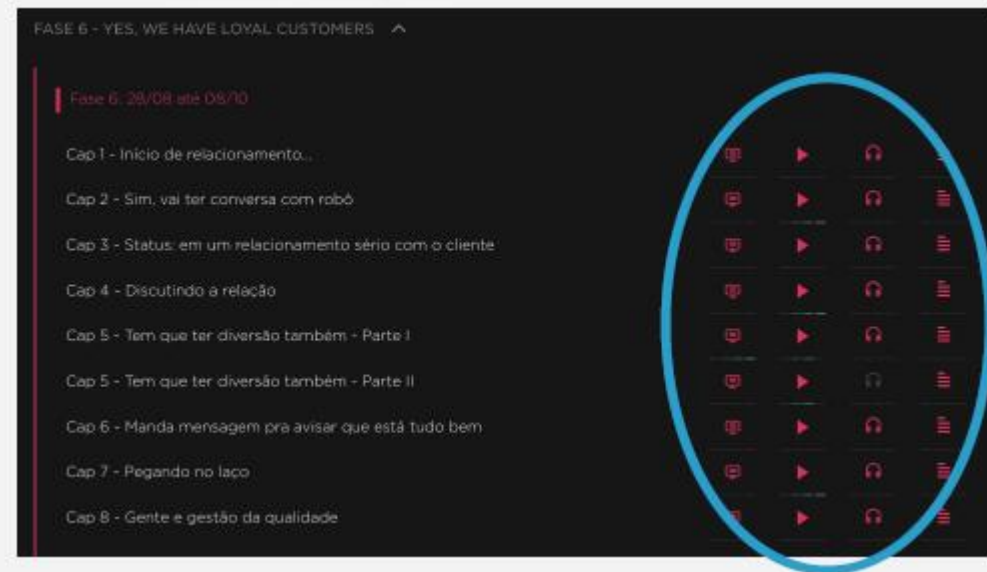 FASE 6 - YES, WE HAVE LOYAL CUSTOMERS
Fase 6: 28/08 até 08/10
Cap 1 - Início de relacionamento...
Cap 2 - Sim, vai ter conversa com robô
Cap 3 - Status: em um relacionamento sério com o cliente
Cap 4 - Discutindo a relação
Cap 5 - Tem que ter diversão também - Parte I
Cap 5 - Tem que ter diversão também - Parte II
Cap 6 - Manda mensagem pra avisar que está tudo bem
Cap 7 - Pegando no laço
Cap 8 - Gente e gestão da qualidade